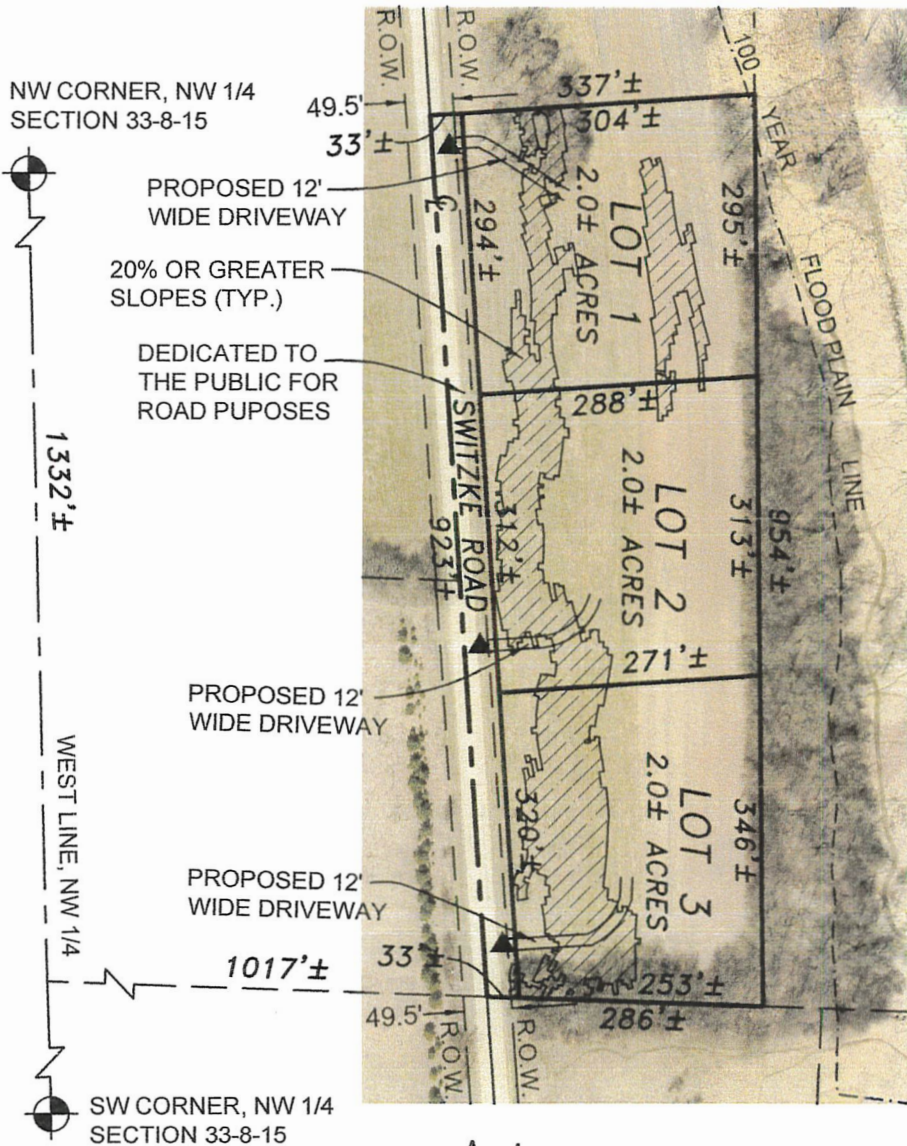 R.O.W.
R.O.W.
100 YEAR FLOOD PLAIN LINE
NW CORNER, NW 1/4
SECTION 33-8-15
49.5'
337'±
304'±
33'±
PROPOSED 12'
WIDE DRIVEWAY
℄
294'±
LOT 1
2.0± ACRES
295'±
20% OR GREATER
SLOPES (TYP.)
DEDICATED TO
THE PUBLIC FOR
ROAD PUPOSES
288'±
1332'±
SWITZKE ROAD
923'±
312'±
LOT 2
2.0± ACRES
313'±
954'±
271'±
PROPOSED 12'
WIDE DRIVEWAY
WEST LINE, NW 1/4
320'±
LOT 3
2.0± ACRES
346'±
PROPOSED 12'
WIDE DRIVEWAY
1017'±
33'±
253'±
286'±
49.5'
R.O.W.
R.O.W.
SW CORNER, NW 1/4
SECTION 33-8-15